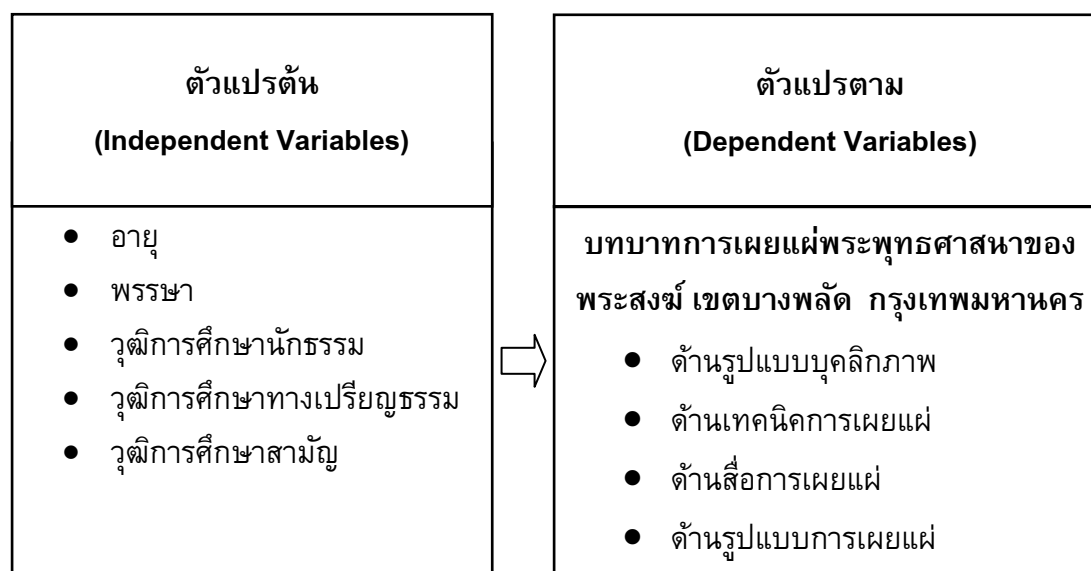 ตัวแปรต้น
(Independent Variables)
• อายุ
• พรรษา
• วุฒิการศึกษานักธรรม
• วุฒิการศึกษาทางเปรียญธรรม
• วุฒิการศึกษาสามัญ
ตัวแปรตาม
(Dependent Variables)
บทบาทการเผยแผ่พระพุทธศาสนาของ
พระสงฆ์ เขตบางพลัด กรุงเทพมหานคร
• ด้านรูปแบบบุคลิกภาพ
• ด้านเทคนิคการเผยแผ่
• ด้านสื่อการเผยแผ่
• ด้านรูปแบบการเผยแผ่